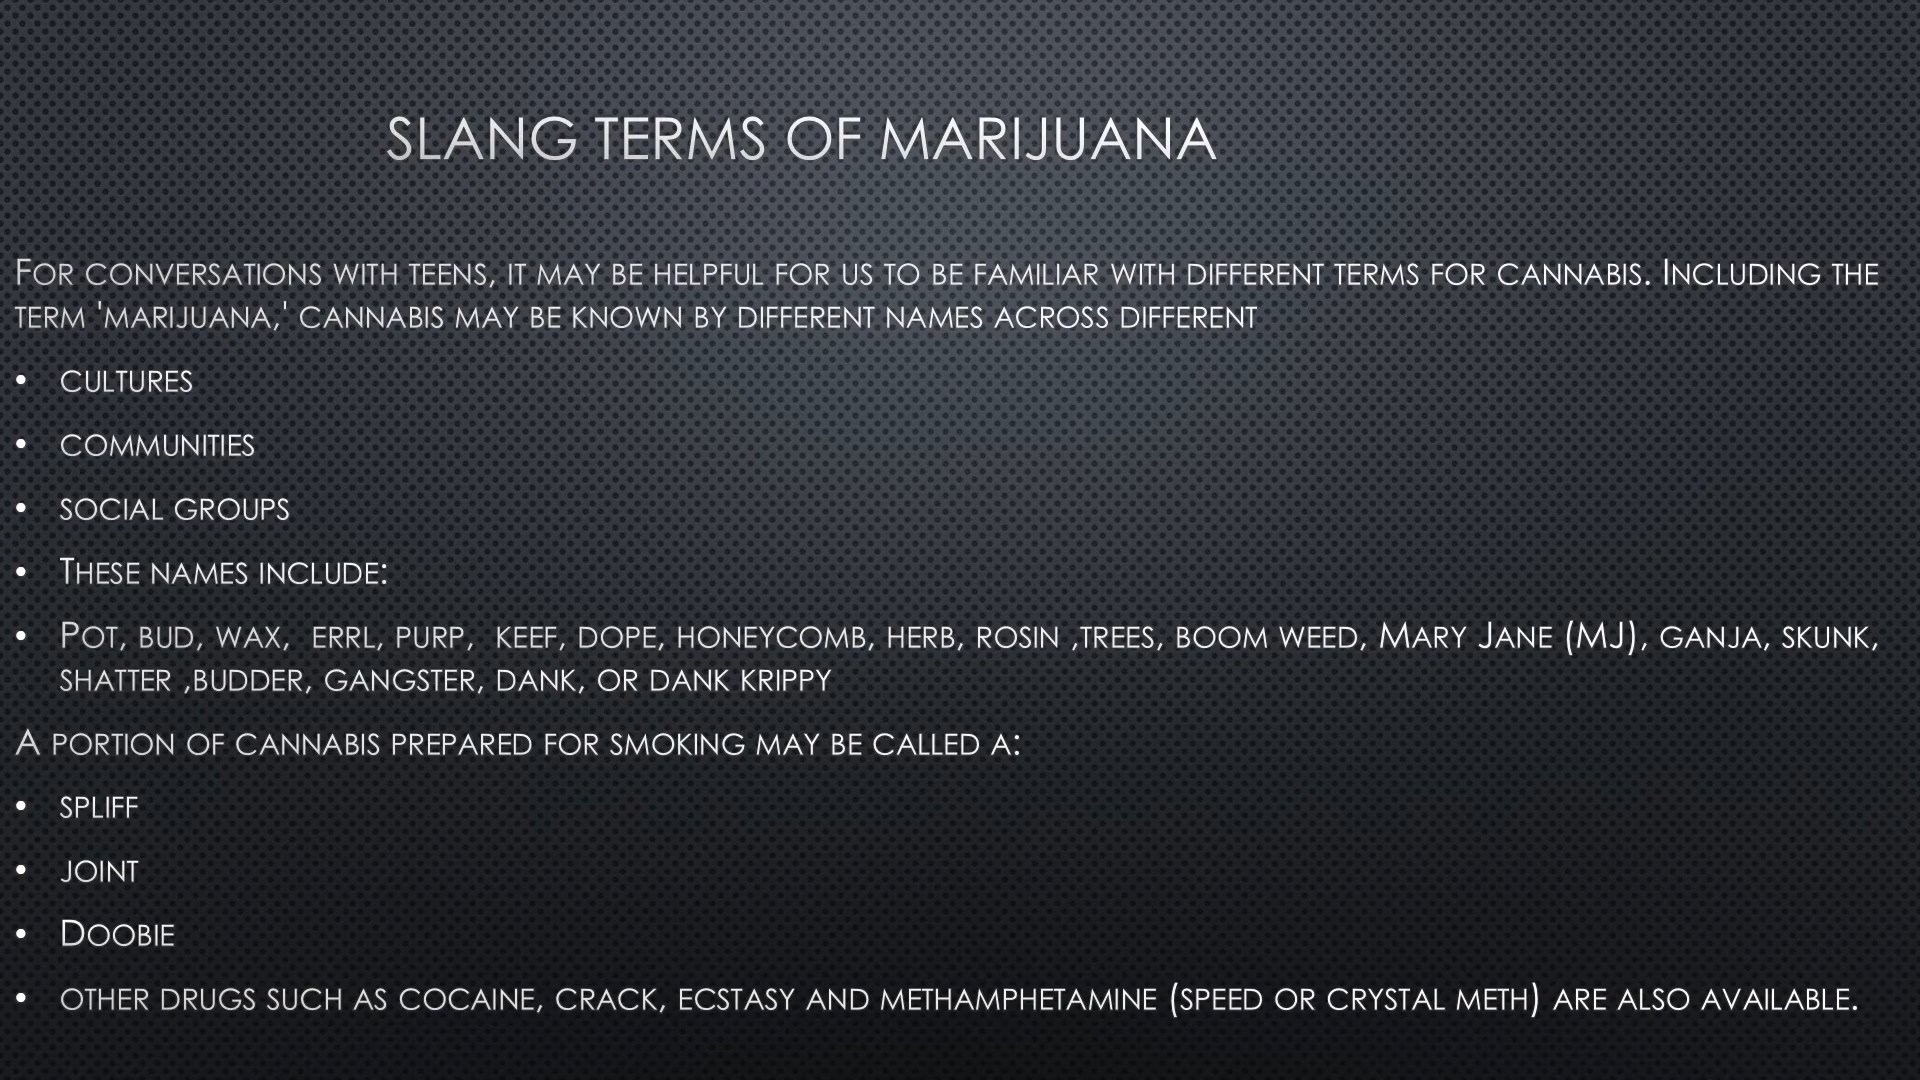 SLANG TERMS OF MARIJUANA
FOR CONVERSATIONS WITH TEENS, IT MAY BE HELPFUL FOR US TO BE FAMILIAR WITH DIFFERENT TERMS FOR CANNABIS. INCLUDING THE
TERM 'MARIJUANA,' CANNABIS MAY BE KNOWN BY DIFFERENT NAMES ACROSS DIFFERENT
• CULTURES
• COMMUNITIES
• SOCIAL GROUPS
• THESE NAMES INCLUDE:
• POT, BUD, WAX,  ERRL, PURP,  KEEF, DOPE, HONEYCOMB, HERB, ROSIN ,TREES, BOOM WEED, MARY JANE (MJ), GANJA, SKUNK,
SHATTER ,BUDDER, GANGSTER, DANK, OR DANK KRIPPY
A PORTION OF CANNABIS PREPARED FOR SMOKING MAY BE CALLED A:
• SPLIFF
• JOINT
• DOOBIE
• OTHER DRUGS SUCH AS COCAINE, CRACK, ECSTASY AND METHAMPHETAMINE (SPEED OR CRYSTAL METH) ARE ALSO AVAILABLE.